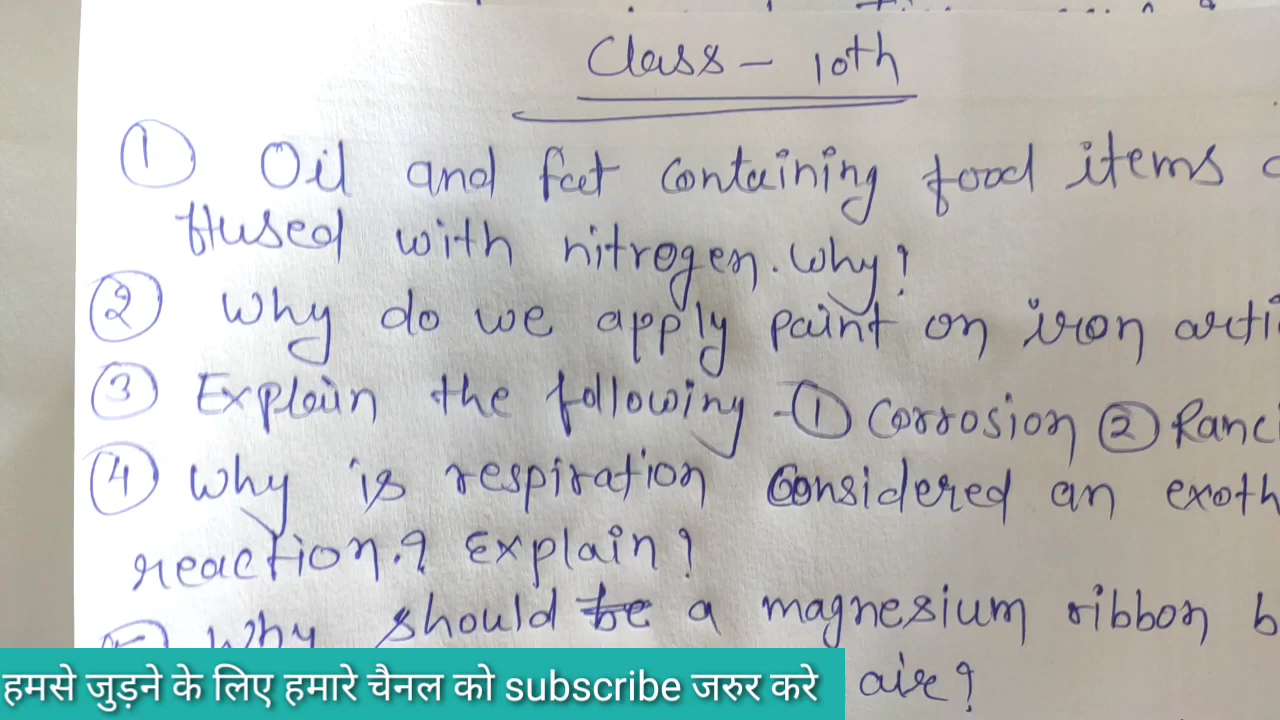 Class - 10th
① Oil and fat containing food items
flused with nitrogen. Why?
② Why do we apply paint on iron arti
③ Explain the following - ① Corrosion ② Ranci
④ Why is respiration considered an exoth
reaction.? Explain?
Why should be a magnesium ribbon b
air?
हमसे जुड़ने के लिए हमारे चैनल को subscribe जरुर करे